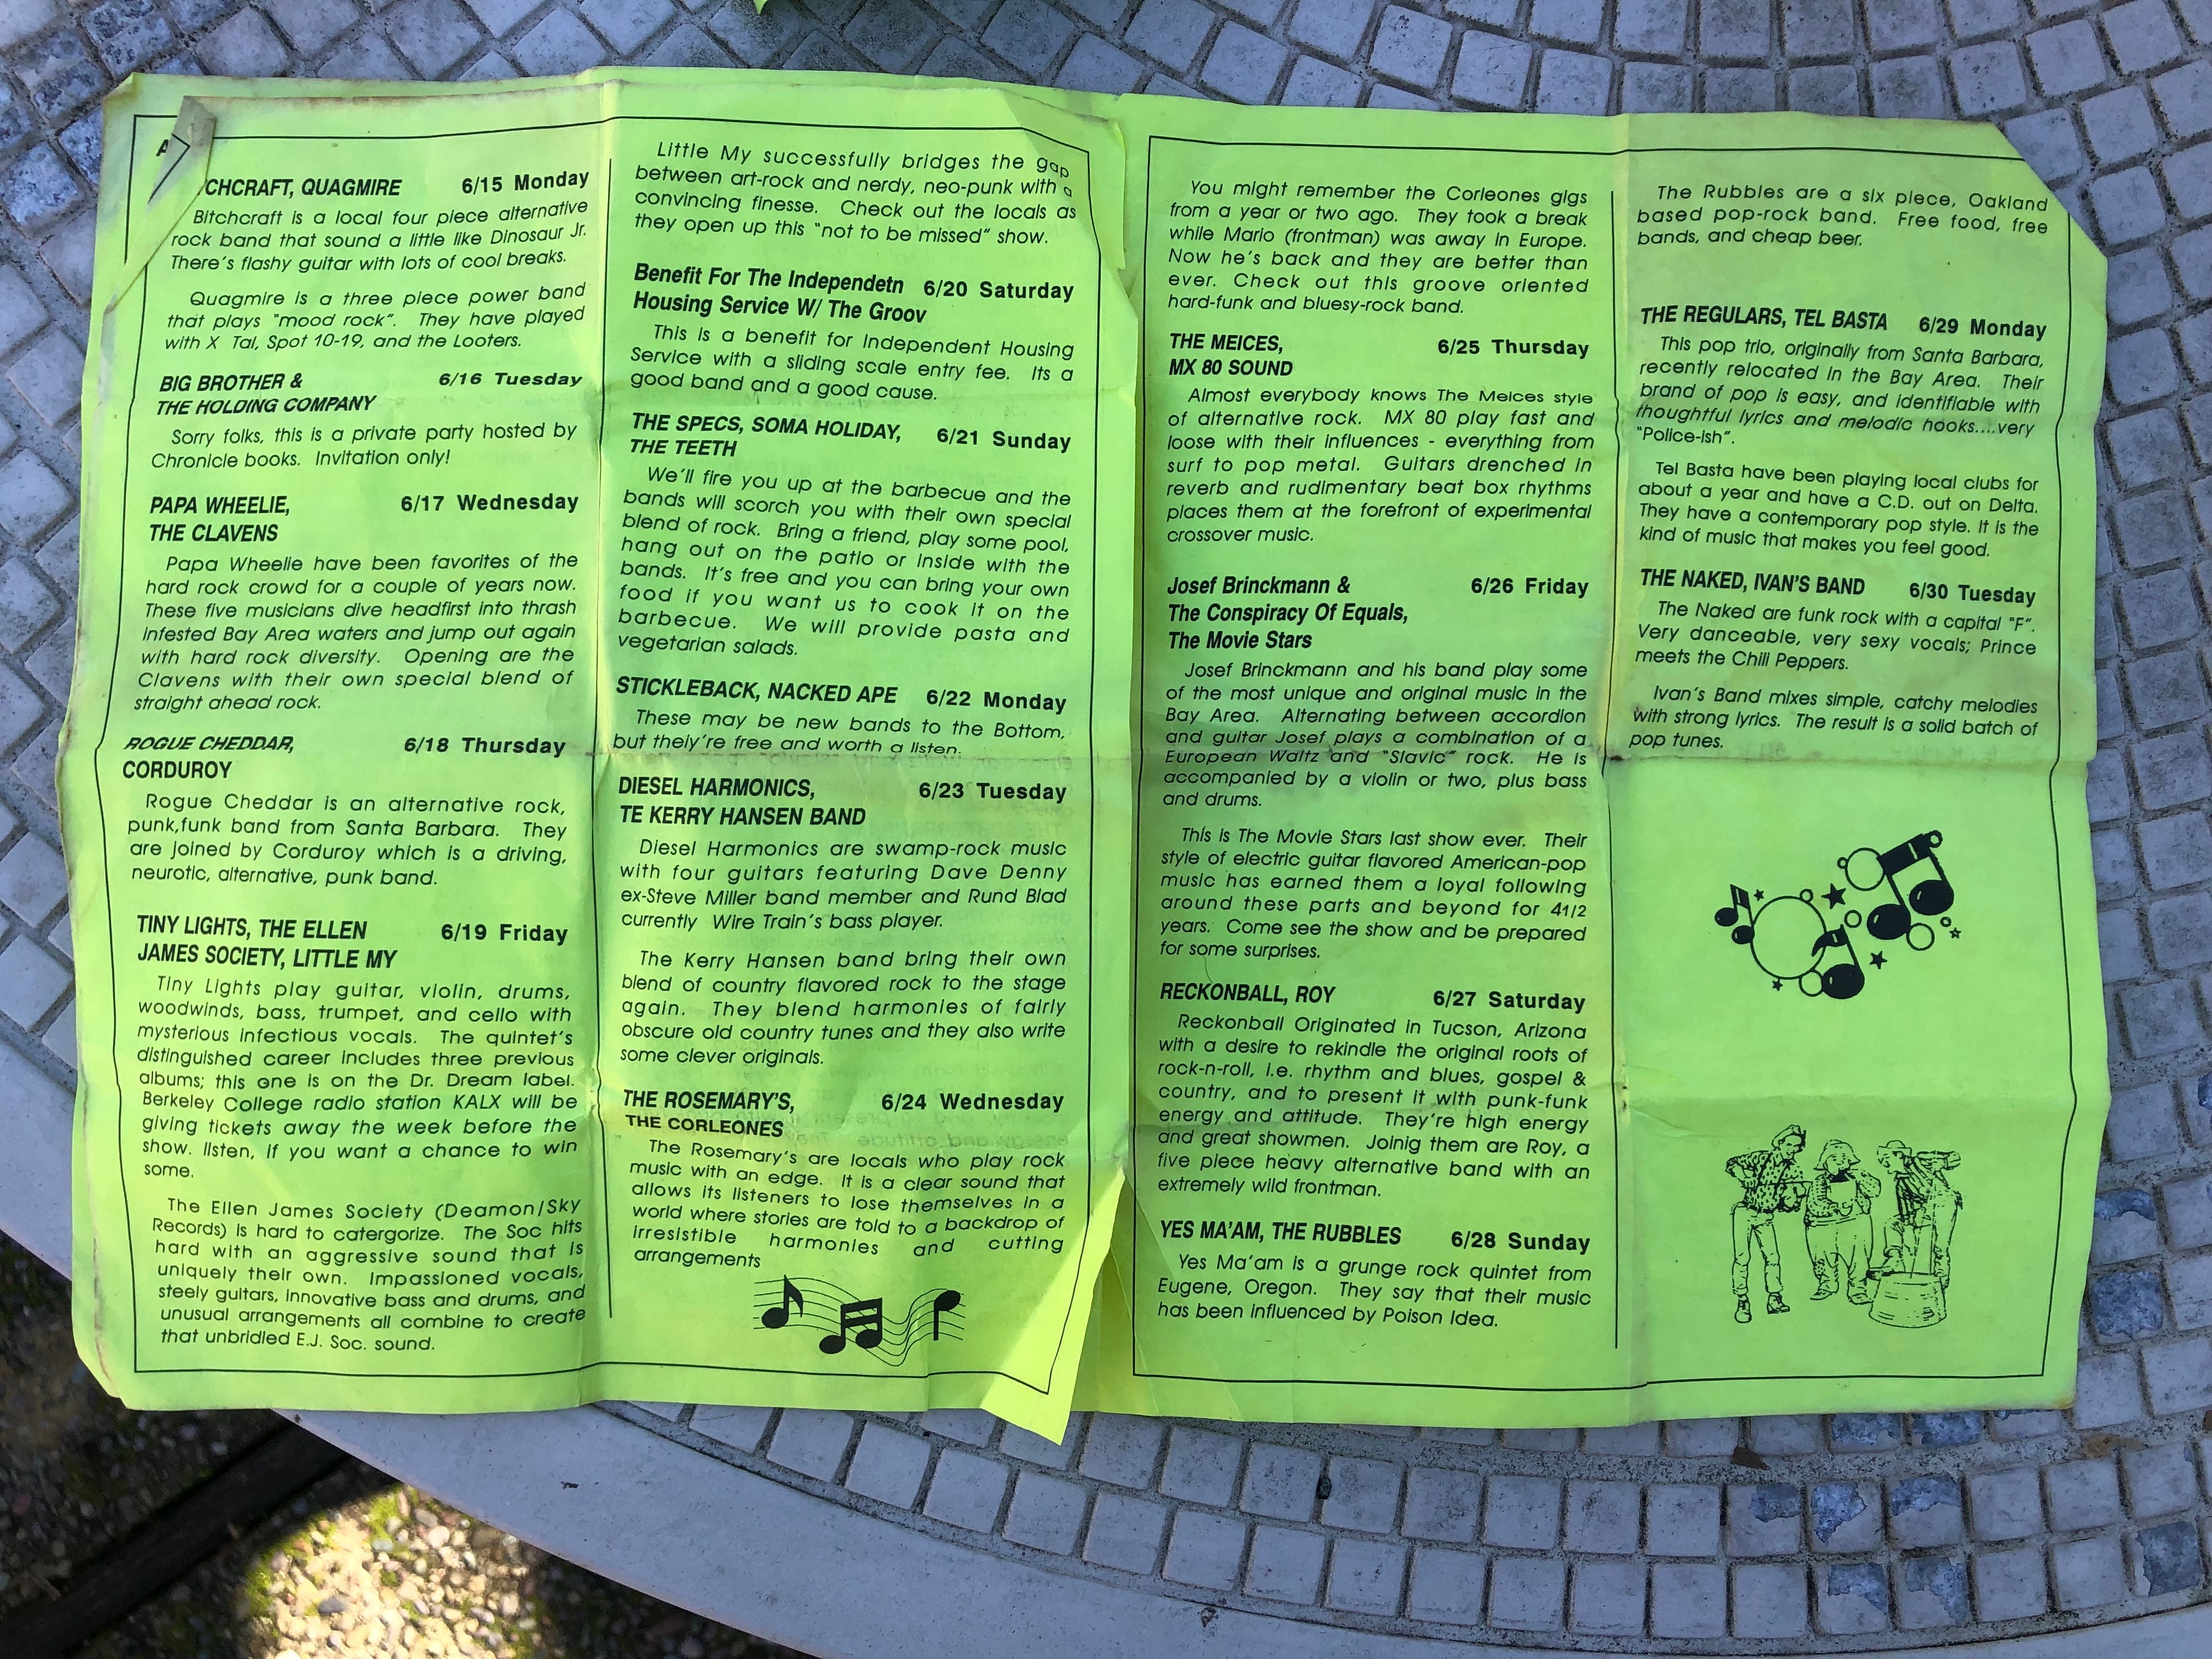 CHCRAFT, QUAGMIRE 6/15 Monday
Bitchcraft is a local four piece alternative
rock band that sound a little like Dinosaur Jr.
There's flashy guitar with lots of cool breaks.
Quagmire is a three piece power band
that plays "mood rock". They have played
with X Tal, Spot 10-19, and the Looters.
BIG BROTHER & 6/16 Tuesday
THE HOLDING COMPANY
Sorry folks, this is a private party hosted by
Chronicle books. Invitation only!
PAPA WHEELIE, 6/17 Wednesday
THE CLAVENS
Papa Wheelie have been favorites of the
hard rock crowd for a couple of years now.
These five musicians dive headfirst into thrash
infested Bay Area waters and jump out again
with hard rock diversity. Opening are the
Clavens with their own special blend of
straight ahead rock.
ROGUE CHEDDAR, 6/18 Thursday
CORDUROY
Rogue Cheddar is an alternative rock,
punk,funk band from Santa Barbara. They
are joined by Corduroy which is a driving,
neurotic, alternative, punk band.
TINY LIGHTS, THE ELLEN 6/19 Friday
JAMES SOCIETY, LITTLE MY
Tiny Lights play guitar, violin, drums,
woodwinds, bass, trumpet, and cello with
mysterious infectious vocals. The quintet's
distinguished career includes three previous
albums; this one is on the Dr. Dream label.
Berkeley College radio station KALX will be
giving tickets away the week before the
show. listen, if you want a chance to win
some.
The Ellen James Society (Deamon/Sky
Records) is hard to catergorize. The Soc hits
hard with an aggressive sound that is
uniquely their own. Impassioned vocals,
steely guitars, innovative bass and drums, and
unusual arrangements all combine to create
that unbridled E.J. Soc. sound.
Little My successfully bridges the gap
between art-rock and nerdy, neo-punk with a
convincing finesse. Check out the locals as
they open up this "not to be missed" show.
Benefit For The Independetn 6/20 Saturday
Housing Service W/ The Groov
This is a benefit for Independent Housing
Service with a sliding scale entry fee. Its a
good band and a good cause.
THE SPECS, SOMA HOLIDAY, 6/21 Sunday
THE TEETH
We'll fire you up at the barbecue and the
bands will scorch you with their own special
blend of rock. Bring a friend, play some pool,
hang out on the patio or inside with the
bands. It's free and you can bring your own
food if you want us to cook it on the
barbecue. We will provide pasta and
vegetarian salads.
STICKLEBACK, NACKED APE 6/22 Monday
These may be new bands to the Bottom,
but theiy're free and worth a listen.
DIESEL HARMONICS, 6/23 Tuesday
TE KERRY HANSEN BAND
Diesel Harmonics are swamp-rock music
with four guitars featuring Dave Denny
ex-Steve Miller band member and Rund Blad
currently Wire Train's bass player.
The Kerry Hansen band bring their own
blend of country flavored rock to the stage
again. They blend harmonies of fairly
obscure old country tunes and they also write
some clever originals.
THE ROSEMARY'S, 6/24 Wednesday
THE CORLEONES
The Rosemary's are locals who play rock
music with an edge. It is a clear sound that
allows its listeners to lose themselves in a
world where stories are told to a backdrop of
irresistible harmonies and cutting
arrangements
You might remember the Corleones gigs
from a year or two ago. They took a break
while Mario (frontman) was away in Europe.
Now he's back and they are better than
ever. Check out this groove oriented
hard-funk and bluesy-rock band.
THE MEICES, 6/25 Thursday
MX 80 SOUND
Almost everybody knows The Meices style
of alternative rock. MX 80 play fast and
loose with their influences - everything from
surf to pop metal. Guitars drenched in
reverb and rudimentary beat box rhythms
places them at the forefront of experimental
crossover music.
Josef Brinckmann & 6/26 Friday
The Conspiracy Of Equals,
The Movie Stars
Josef Brinckmann and his band play some
of the most unique and original music in the
Bay Area. Alternating between accordion
and guitar Josef plays a combination of a
European Waltz and "Slavic" rock. He is
accompanied by a violin or two, plus bass
and drums.
This is The Movie Stars last show ever. Their
style of electric guitar flavored American-pop
music has earned them a loyal following
around these parts and beyond for 41/2
years. Come see the show and be prepared
for some surprises.
RECKONBALL, ROY 6/27 Saturday
Reckonball Originated in Tucson, Arizona
with a desire to rekindle the original roots of
rock-n-roll, i.e. rhythm and blues, gospel &
country, and to present it with punk-funk
energy and attitude. They're high energy
and great showmen. Joinig them are Roy, a
five piece heavy alternative band with an
extremely wild frontman.
YES MA'AM, THE RUBBLES 6/28 Sunday
Yes Ma'am is a grunge rock quintet from
Eugene, Oregon. They say that their music
has been influenced by Poison Idea.
The Rubbles are a six piece, Oakland
based pop-rock band. Free food, free
bands, and cheap beer.
THE REGULARS, TEL BASTA 6/29 Monday
This pop trio, originally from Santa Barbara,
recently relocated in the Bay Area. Their
brand of pop is easy, and identifiable with
thoughtful lyrics and melodic hooks....very
"Police-ish".
Tel Basta have been playing local clubs for
about a year and have a C.D. out on Delta.
They have a contemporary pop style. It is the
kind of music that makes you feel good.
THE NAKED, IVAN'S BAND 6/30 Tuesday
The Naked are funk rock with a capital "F".
Very danceable, very sexy vocals; Prince
meets the Chili Peppers.
Ivan's Band mixes simple, catchy melodies
with strong lyrics. The result is a solid batch of
pop tunes.